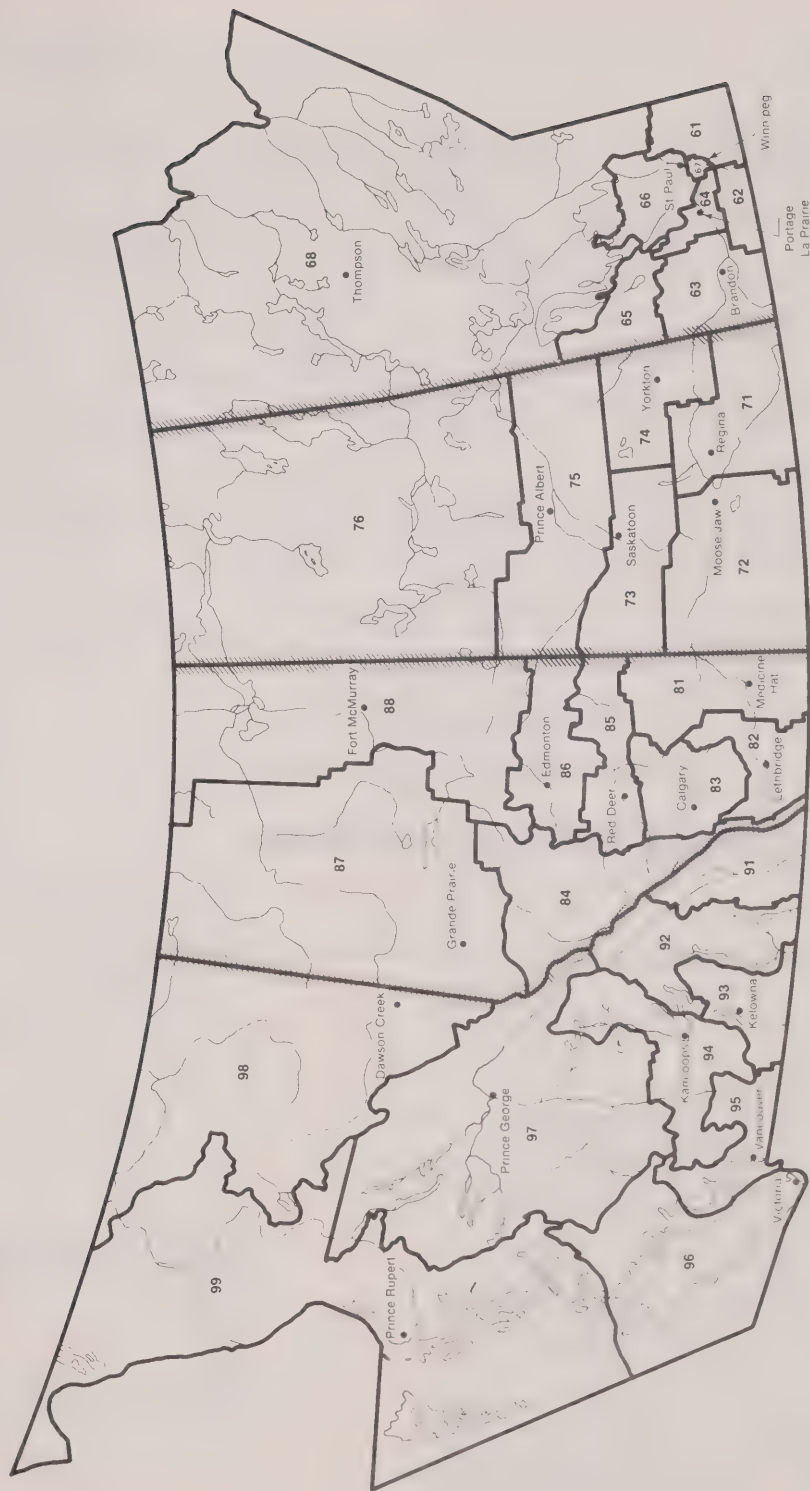 99
98
Prince Rupert
Dawson Creek
Prince George
97
96
Victoria
Vancouver
95
Kamloops
94
93
Kelowna
92
91
87
Grande Prairie
84
Fort McMurray
88
Edmonton
86
Red Deer
85
Calgary
83
81
82
Lethbridge
Medicine
Hat
76
Prince Albert
75
Saskatoon
73
74
Yorkton
Regina
71
Moose Jaw
72
68
Thompson
65
66
St Paul
61
67
64
63
Brandon
62
Winnipeg
Portage
La Prairie